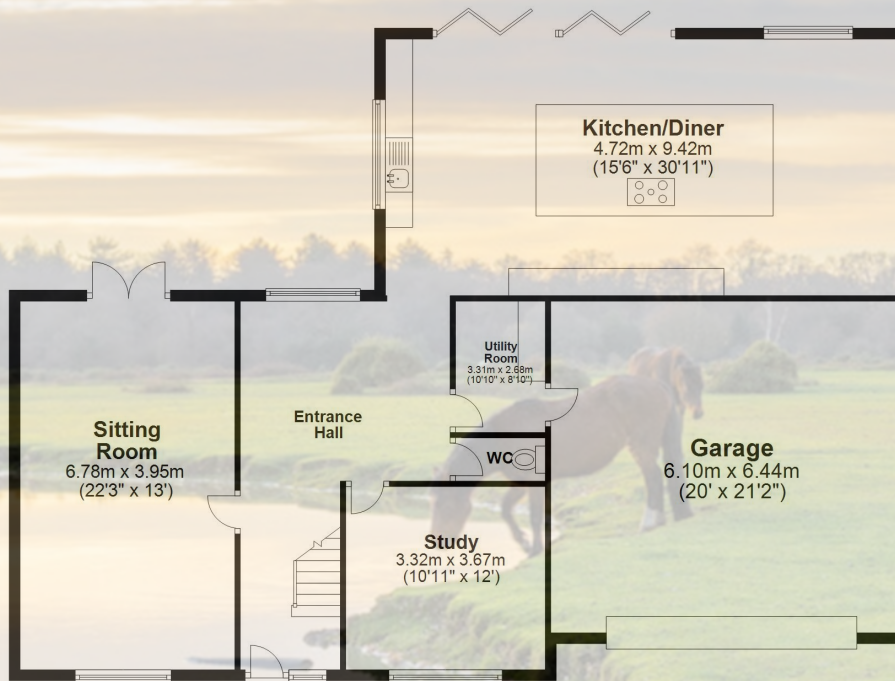 Kitchen/Diner
4.72m x 9.42m
(15'6" x 30'11")
Utility
Room
3.31m x 2.68m
(10'10" x 8'10")
Entrance
Hall
Sitting
Room
6.78m x 3.95m
(22'3" x 13')
WC
Garage
6.10m x 6.44m
(20' x 21'2")
Study
3.32m x 3.67m
(10'11" x 12')